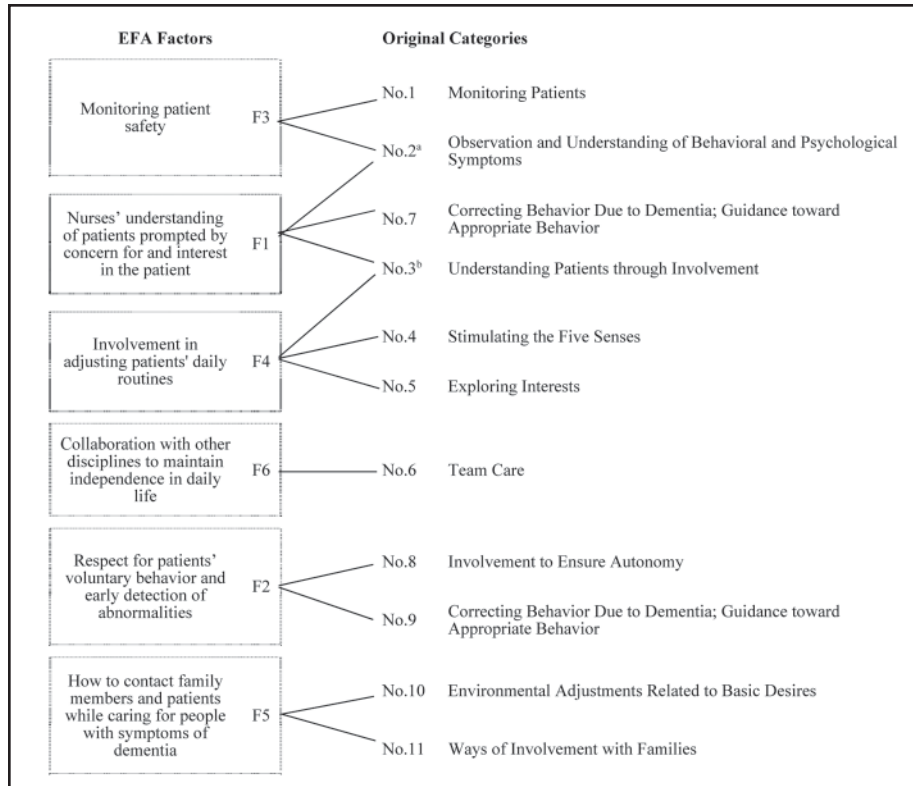 EFA Factors
Original Categories
Monitoring patient
safety
F3
No.1 Monitoring Patients
No.2ᵃ Observation and Understanding of Behavioral and Psychological
Symptoms
Nurses' understanding
of patients prompted by
concern for and interest
in the patient
F1
No.7 Correcting Behavior Due to Dementia; Guidance toward
Appropriate Behavior
No.3ᵇ Understanding Patients through Involvement
Involvement in
adjusting patients' daily
routines
F4
No.4 Stimulating the Five Senses
No.5 Exploring Interests
Collaboration with other
disciplines to maintain
independence in daily
life
F6
No.6 Team Care
Respect for patients'
voluntary behavior and
early detection of
abnormalities
F2
No.8 Involvement to Ensure Autonomy
No.9 Correcting Behavior Due to Dementia; Guidance toward
Appropriate Behavior
How to contact family
members and patients
while caring for people
with symptoms of
dementia
F5
No.10 Environmental Adjustments Related to Basic Desires
No.11 Ways of Involvement with Families